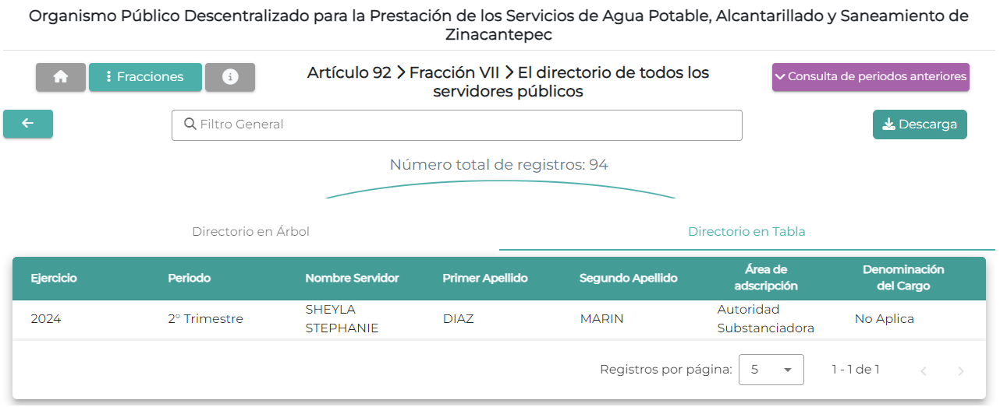 Organismo Público Descentralizado para la Prestación de los Servicios de Agua Potable, Alcantarillado y Saneamiento de
Zinacantepec
Fracciones
Artículo 92 > Fracción VII > El directorio de todos los
servidores públicos
Consulta de periodos anteriores
Filtro General
Descarga
Número total de registros: 94
Directorio en Árbol
Directorio en Tabla
Ejercicio
Periodo
Nombre Servidor
Primer Apellido
Segundo Apellido
Área de
adscripción
Denominación
del Cargo
2024
2° Trimestre
SHEYLA
STEPHANIE
DIAZ
MARIN
Autoridad
Substanciadora
No Aplica
Registros por página:
5
1 - 1 de 1